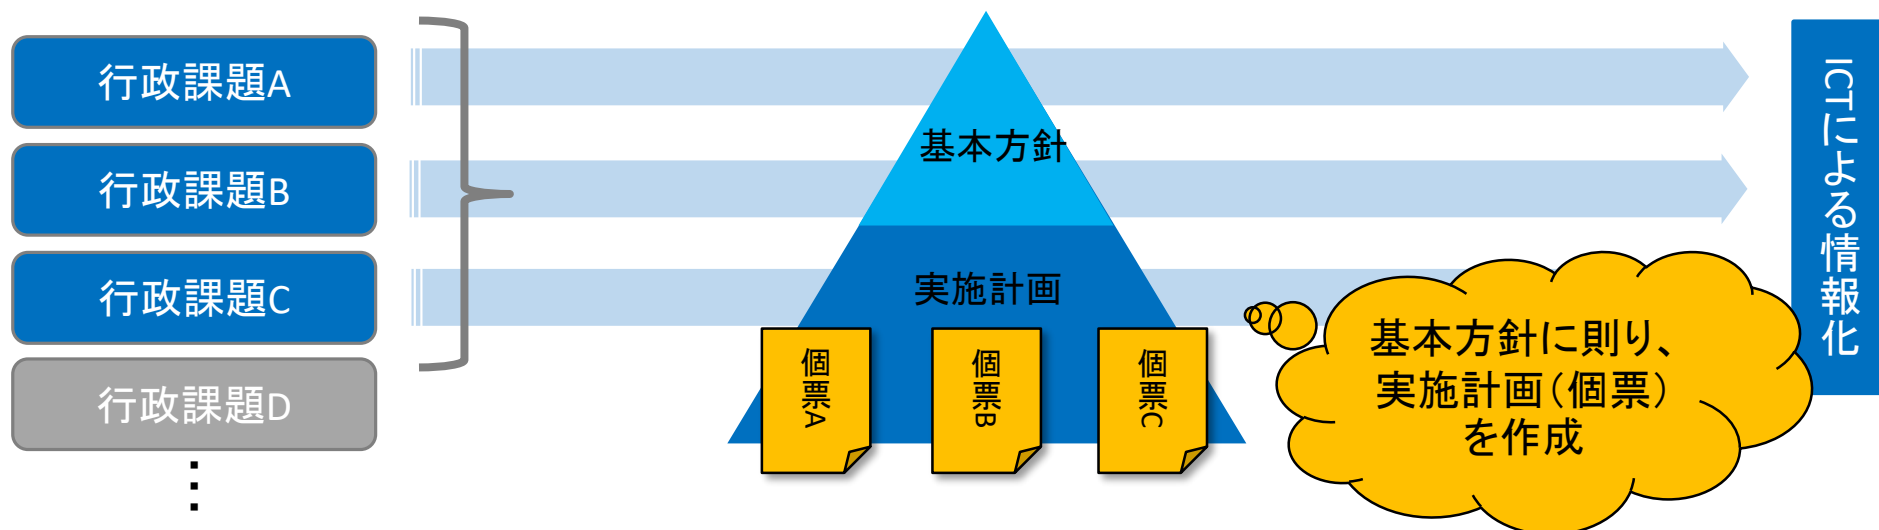 行政課題A
行政課題B
行政課題C
行政課題D
基本方針
実施計画
個票A
個票B
個票C
基本方針に則り、
実施計画（個票）
を作成
ICTによる情報化